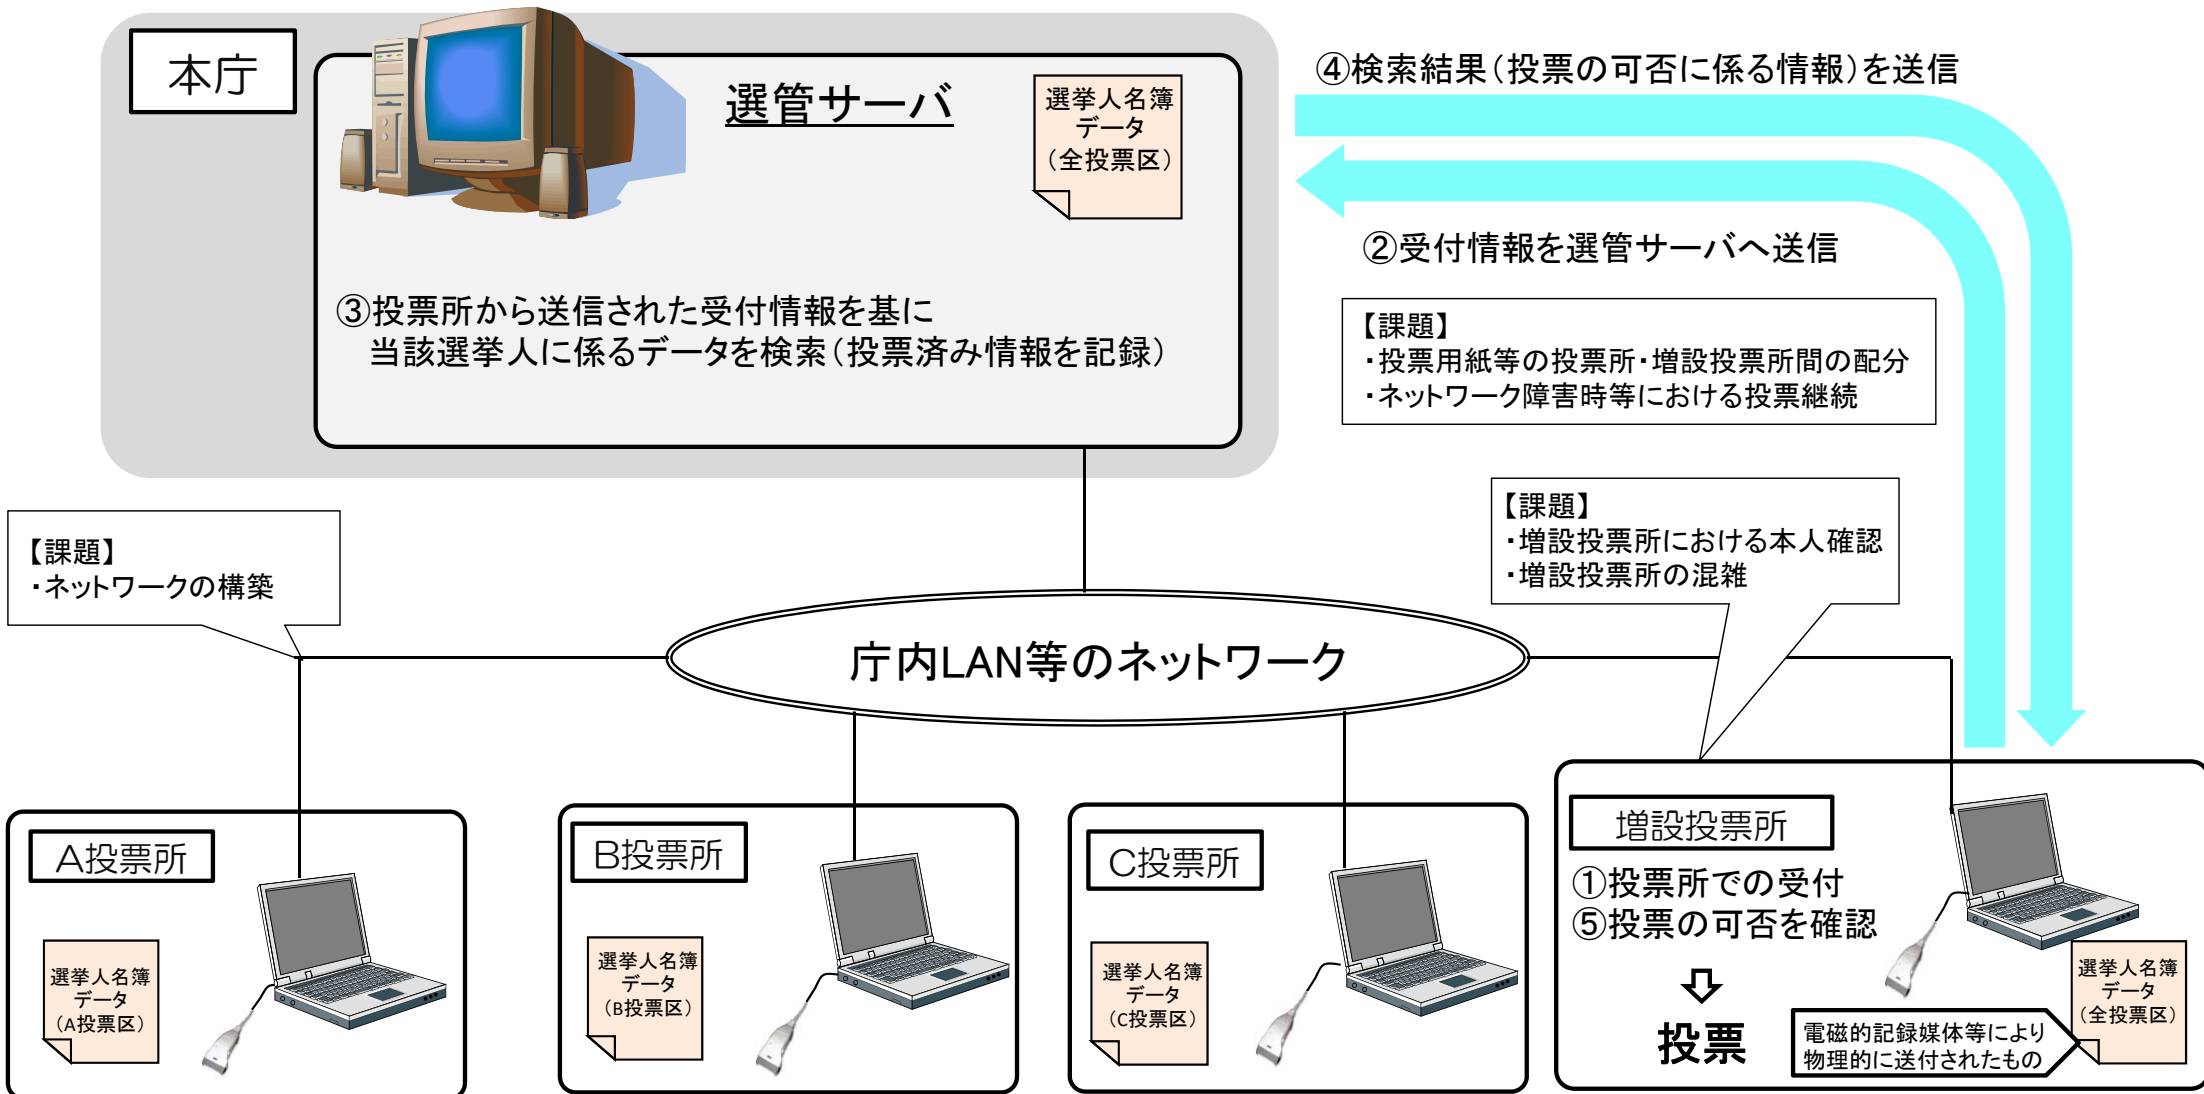 本庁
選管サーバ
選挙人名簿
データ
（全投票区）
③投票所から送信された受付情報を基に
当該選挙人に係るデータを検索（投票済み情報を記録）
④検索結果（投票の可否に係る情報）を送信
②受付情報を選管サーバへ送信
【課題】
・投票用紙等の投票所・増設投票所間の配分
・ネットワーク障害時等における投票継続
【課題】
・増設投票所における本人確認
・増設投票所の混雑
【課題】
・ネットワークの構築
庁内LAN等のネットワーク
A投票所
選挙人名簿
データ
（A投票区）
B投票所
選挙人名簿
データ
（B投票区）
C投票所
選挙人名簿
データ
（C投票区）
増設投票所
①投票所での受付
⑤投票の可否を確認
投票
電磁的記録媒体等により
物理的に送付されたもの
選挙人名簿
データ
（全投票区）